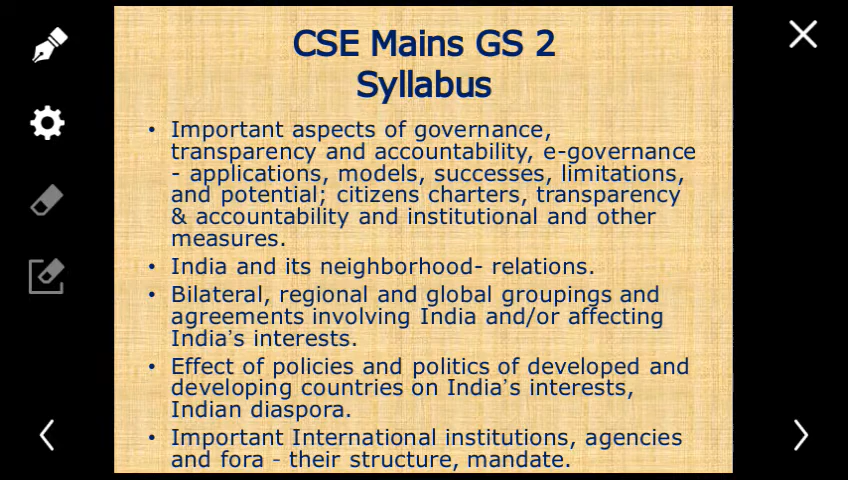 CSE Mains GS 2
Syllabus
• Important aspects of governance,
transparency and accountability, e-governance
- applications, models, successes, limitations,
and potential; citizens charters, transparency
& accountability and institutional and other
measures.
• India and its neighborhood- relations.
• Bilateral, regional and global groupings and
agreements involving India and/or affecting
India's interests.
• Effect of policies and politics of developed and
developing countries on India's interests,
Indian diaspora.
• Important International institutions, agencies
and fora - their structure, mandate.